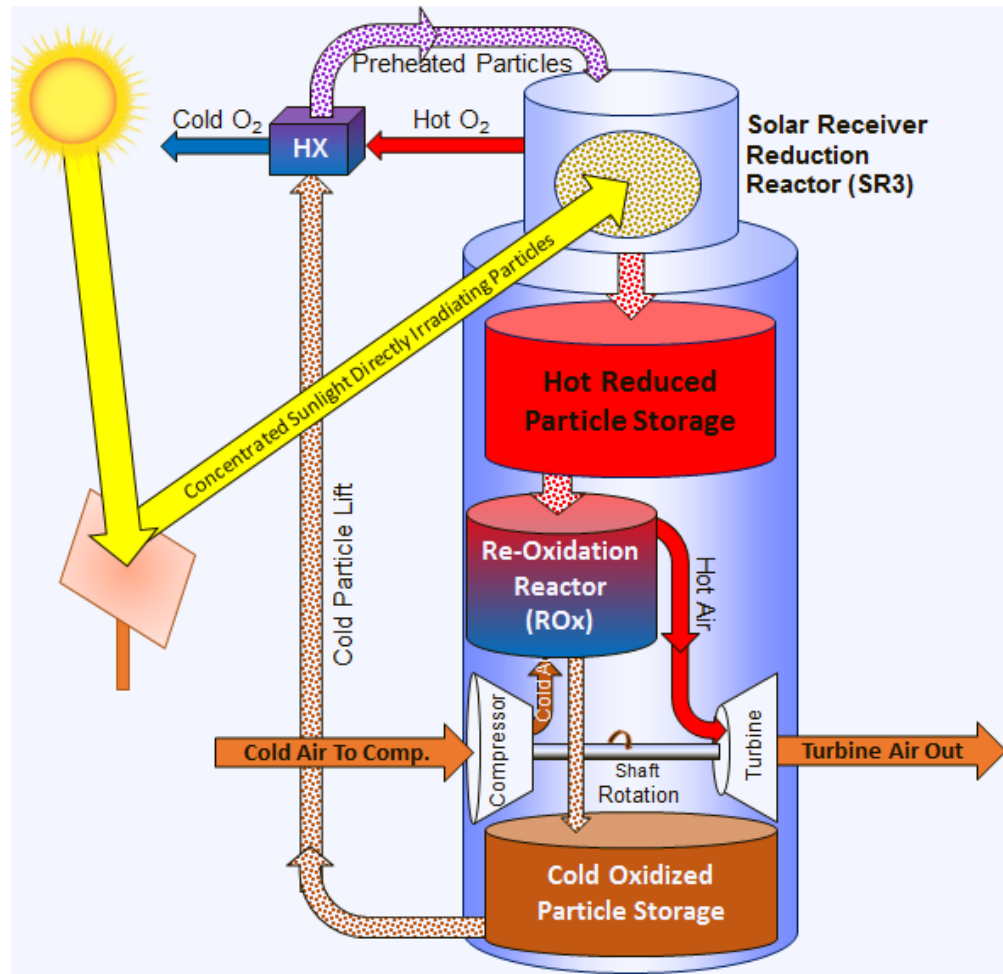 Preheated Particles
Cold O₂
Hot O₂
HX
Solar Receiver
Reduction
Reactor (SR3)
Concentrated Sunlight Directly Irradiating Particles
Hot Reduced
Particle Storage
Cold Particle Lift
Re-Oxidation
Reactor
(ROx)
Hot Air
Cold A
Cold Air To Comp.
Compressor
Shaft
Rotation
Turbine
Turbine Air Out
Cold Oxidized
Particle Storage